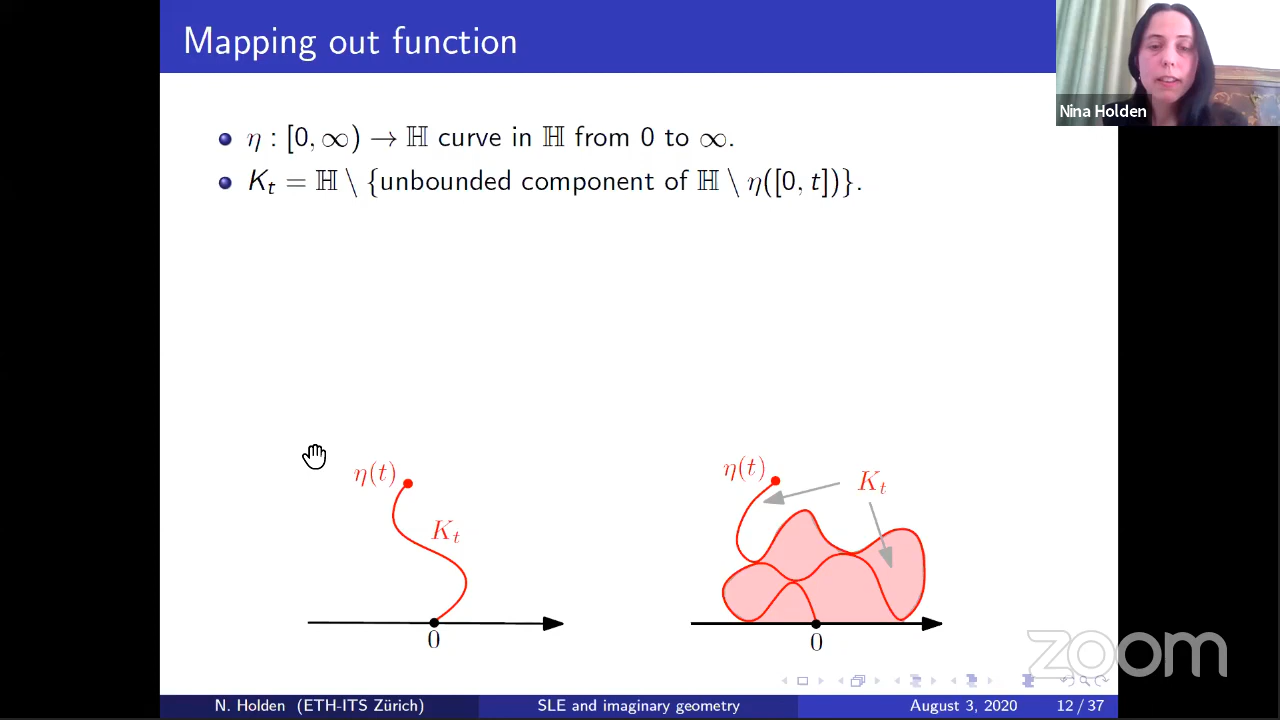 Mapping out function
Nina Holden
η : [0, ∞) → ℍ curve in ℍ from 0 to ∞.
K_t = ℍ \ {unbounded component of ℍ \ η([0, t])}.
η(t)
K_t
0
η(t)
K_t
0
zoom
N. Holden (ETH-ITS Zürich)
SLE and imaginary geometry
August 3, 2020
12 / 37